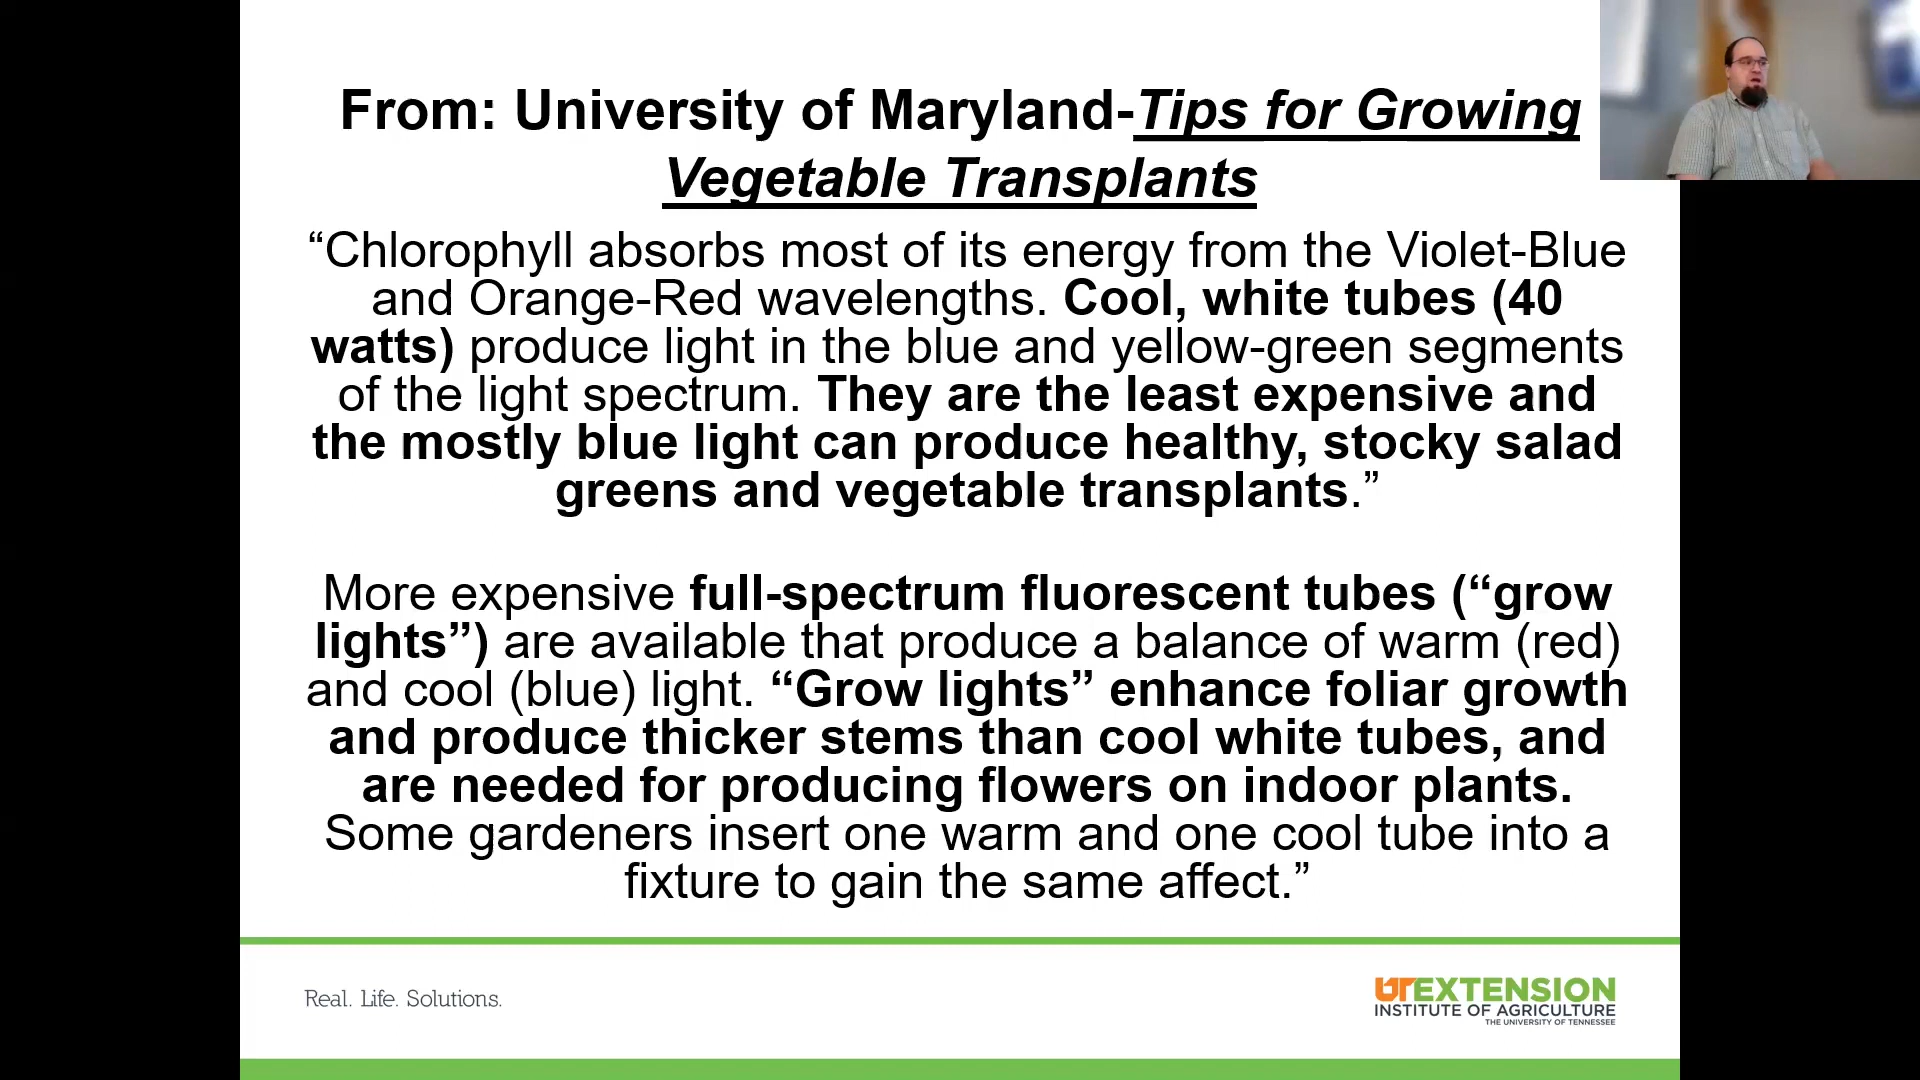 From: University of Maryland-Tips for Growing
Vegetable Transplants
“Chlorophyll absorbs most of its energy from the Violet-Blue
and Orange-Red wavelengths. Cool, white tubes (40
watts) produce light in the blue and yellow-green segments
of the light spectrum. They are the least expensive and
the mostly blue light can produce healthy, stocky salad
greens and vegetable transplants.”
More expensive full-spectrum fluorescent tubes (“grow
lights”) are available that produce a balance of warm (red)
and cool (blue) light. “Grow lights” enhance foliar growth
and produce thicker stems than cool white tubes, and
are needed for producing flowers on indoor plants.
Some gardeners insert one warm and one cool tube into a
fixture to gain the same affect.”
Real. Life. Solutions.
UT EXTENSION
INSTITUTE OF AGRICULTURE
THE UNIVERSITY OF TENNESSEE